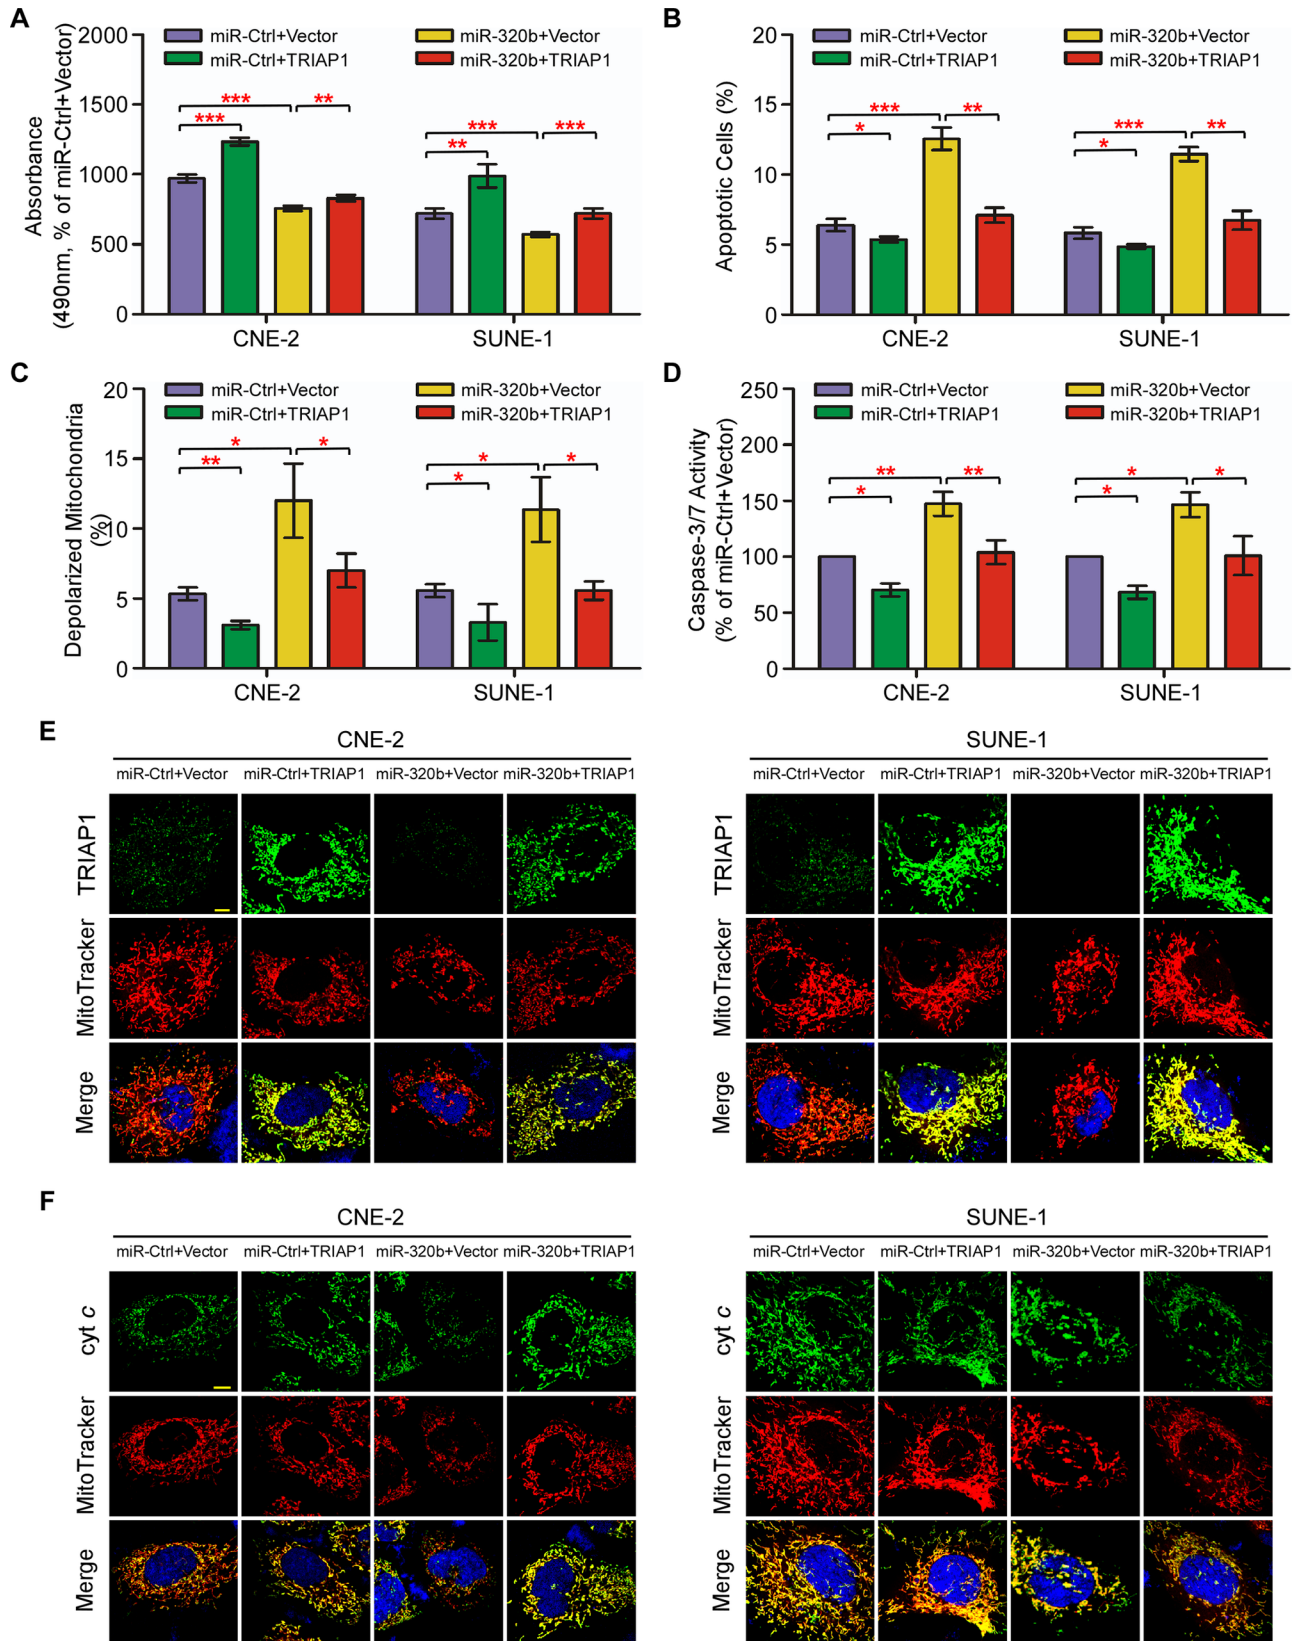 A
Absorbance
(490nm, % of miR-Ctrl+Vector)
2000
1500
1000
500
0
miR-Ctrl+Vector
miR-Ctrl+TRIAP1
miR-320b+Vector
miR-320b+TRIAP1
*** **
***
*** ***
**
CNE-2 SUNE-1
B
Apoptotic Cells (%)
20
15
10
5
0
miR-Ctrl+Vector
miR-Ctrl+TRIAP1
miR-320b+Vector
miR-320b+TRIAP1
*** **
*
*** **
*
CNE-2 SUNE-1
C
Depolarized Mitochondria
(%)
20
15
10
5
0
miR-Ctrl+Vector
miR-Ctrl+TRIAP1
miR-320b+Vector
miR-320b+TRIAP1
* *
**
* *
*
CNE-2 SUNE-1
D
Caspase-3/7 Activity
(% of miR-Ctrl+Vector)
250
200
150
100
50
0
miR-Ctrl+Vector
miR-Ctrl+TRIAP1
miR-320b+Vector
miR-320b+TRIAP1
** **
*
* *
*
CNE-2 SUNE-1
E
CNE-2
miR-Ctrl+Vector miR-Ctrl+TRIAP1 miR-320b+Vector miR-320b+TRIAP1
TRIAP1
MitoTracker
Merge
SUNE-1
miR-Ctrl+Vector miR-Ctrl+TRIAP1 miR-320b+Vector miR-320b+TRIAP1
TRIAP1
MitoTracker
Merge
F
CNE-2
miR-Ctrl+Vector miR-Ctrl+TRIAP1 miR-320b+Vector miR-320b+TRIAP1
cyt c
MitoTracker
Merge
SUNE-1
miR-Ctrl+Vector miR-Ctrl+TRIAP1 miR-320b+Vector miR-320b+TRIAP1
cyt c
MitoTracker
Merge